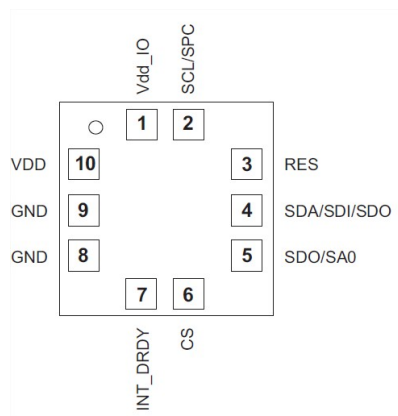 Vdd_IO
SCL/SPC
1 2
VDD 10 3 RES
GND 9 4 SDA/SDI/SDO
GND 8 5 SDO/SA0
7 6
INT_DRDY
CS